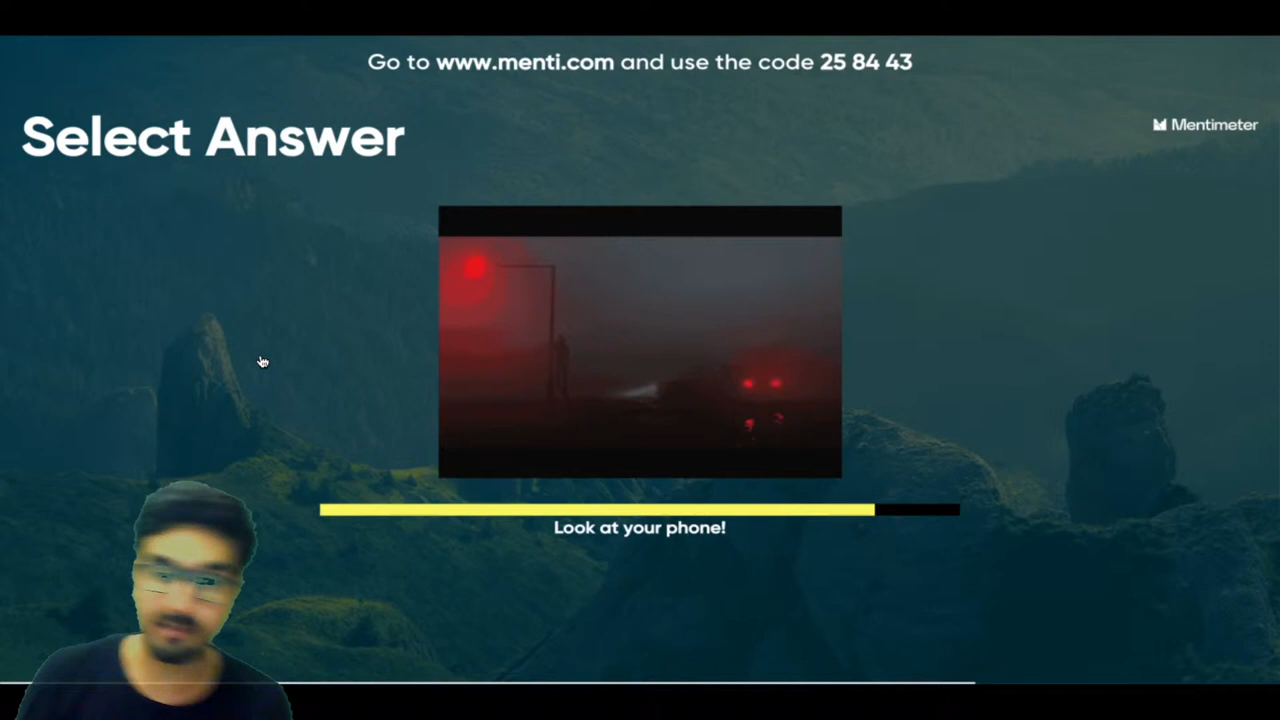 Go to www.menti.com and use the code 25 84 43
Select Answer
Mentimeter
Look at your phone!